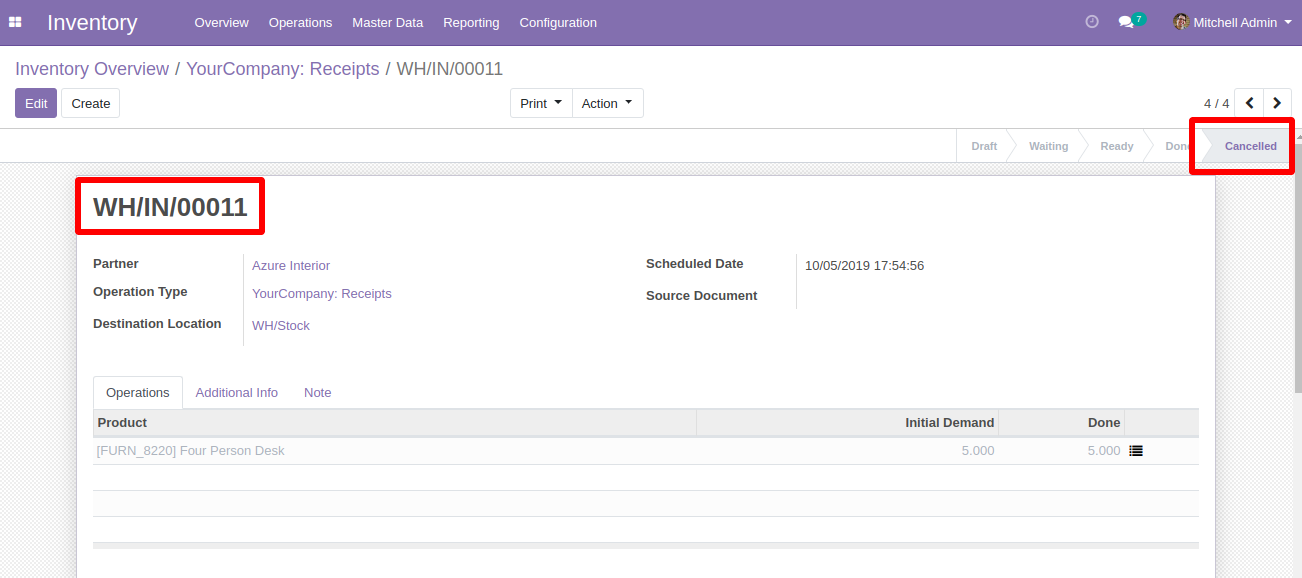 Inventory Overview Operations Master Data Reporting Configuration 7 Mitchell Admin
Inventory Overview / YourCompany: Receipts / WH/IN/00011
Edit Create Print Action 4 / 4
Draft Waiting Ready Done Cancelled
WH/IN/00011
Partner Azure Interior Scheduled Date 10/05/2019 17:54:56
Operation Type YourCompany: Receipts Source Document
Destination Location WH/Stock
Operations Additional Info Note
Product Initial Demand Done
[FURN_8220] Four Person Desk 5.000 5.000